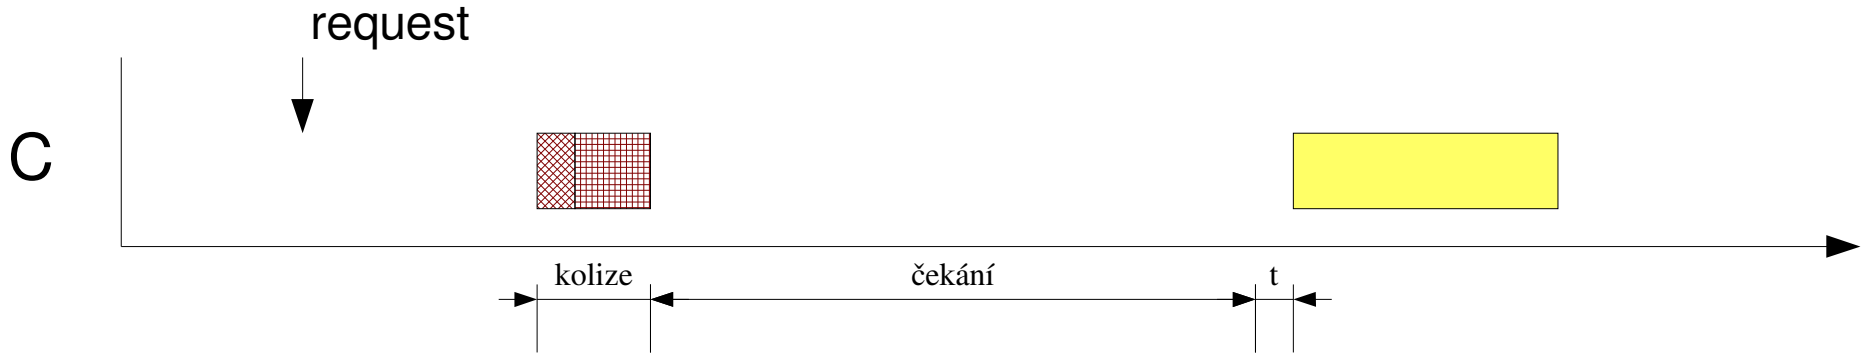 request
C
kolize
čekání
t